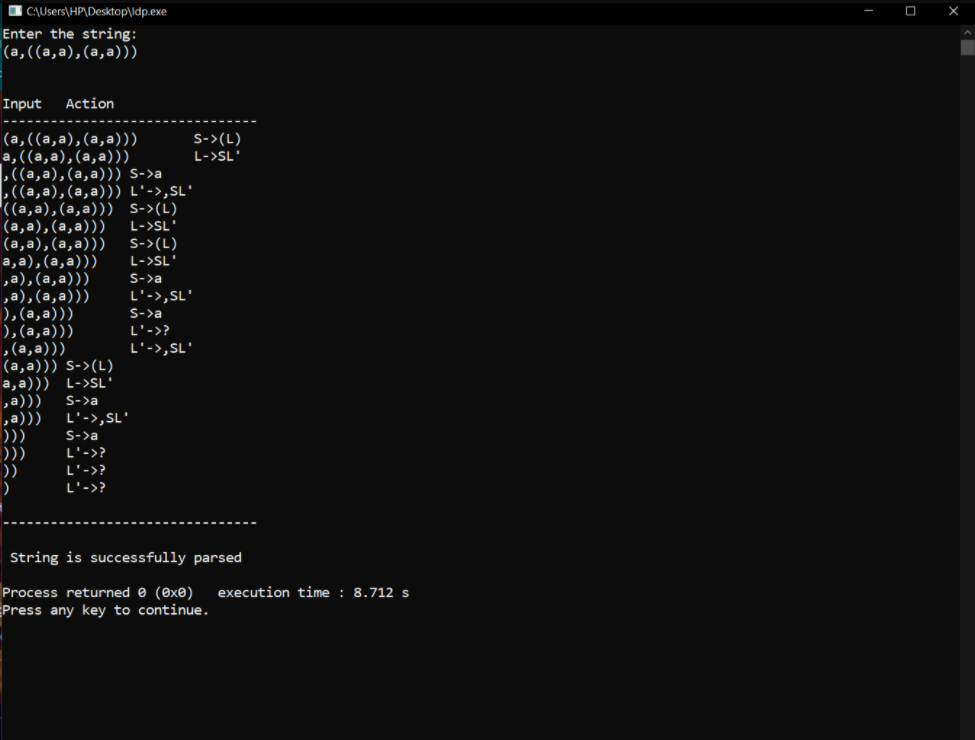 C:\Users\HP\Desktop\ldp.exe
Enter the string:
(a,((a,a),(a,a)))
Input Action
--------------------------------
(a,((a,a),(a,a))) S->(L)
a,((a,a),(a,a))) L->SL'
,((a,a),(a,a))) S->a
,((a,a),(a,a))) L'->,SL'
((a,a),(a,a))) S->(L)
(a,a),(a,a))) L->SL'
(a,a),(a,a))) S->(L)
a,a),(a,a))) L->SL'
,a),(a,a))) S->a
,a),(a,a))) L'->,SL'
),(a,a))) S->a
),(a,a))) L'->?
,(a,a))) L'->,SL'
(a,a))) S->(L)
a,a))) L->SL'
,a))) S->a
,a))) L'->,SL'
))) S->a
))) L'->?
)) L'->?
) L'->?
--------------------------------
String is successfully parsed
Process returned 0 (0x0) execution time : 8.712 s
Press any key to continue.